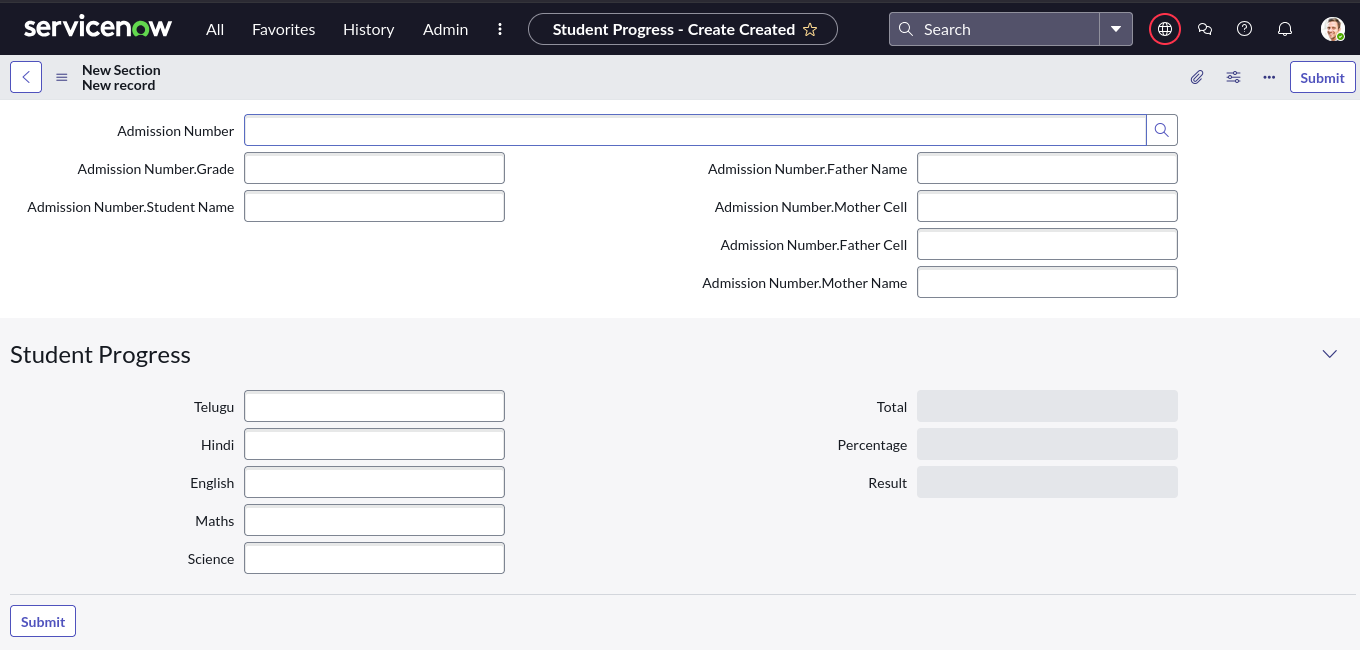 servicenow All Favorites History Admin Student Progress - Create Created Search
New Section
New record
Submit
Admission Number
Admission Number.Grade
Admission Number.Student Name
Admission Number.Father Name
Admission Number.Mother Cell
Admission Number.Father Cell
Admission Number.Mother Name
Student Progress
Telugu
Hindi
English
Maths
Science
Total
Percentage
Result
Submit